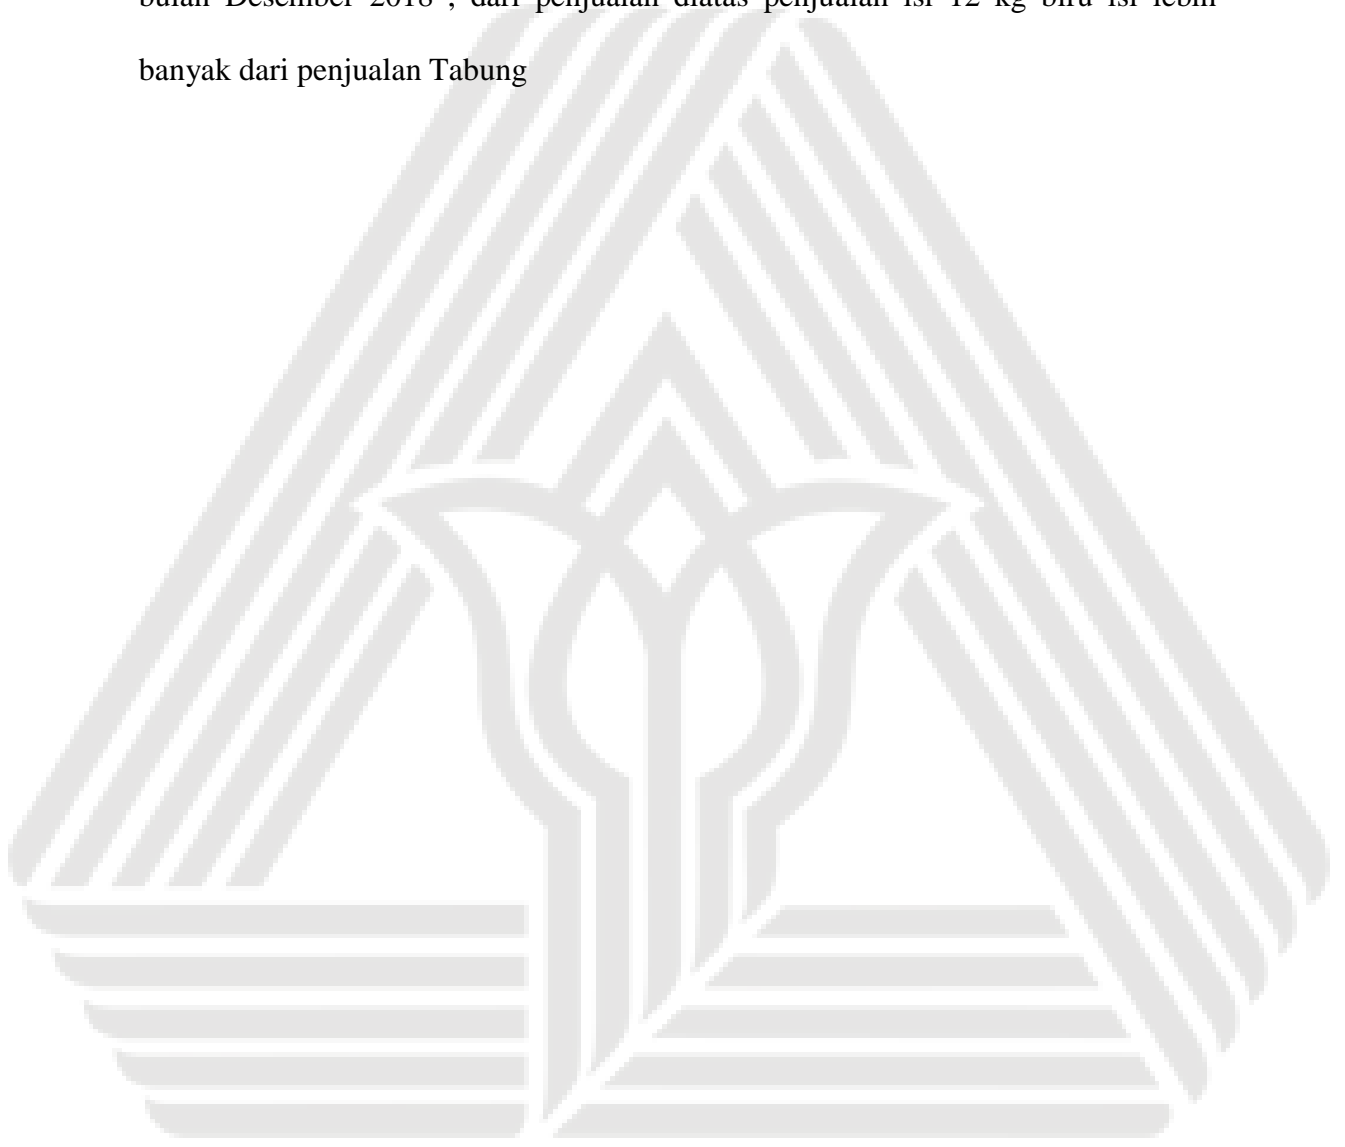 bulan Desember 2018 , dari penjualan diatas penjualan isi 12 kg biru isi lebih
banyak dari penjualan Tabung